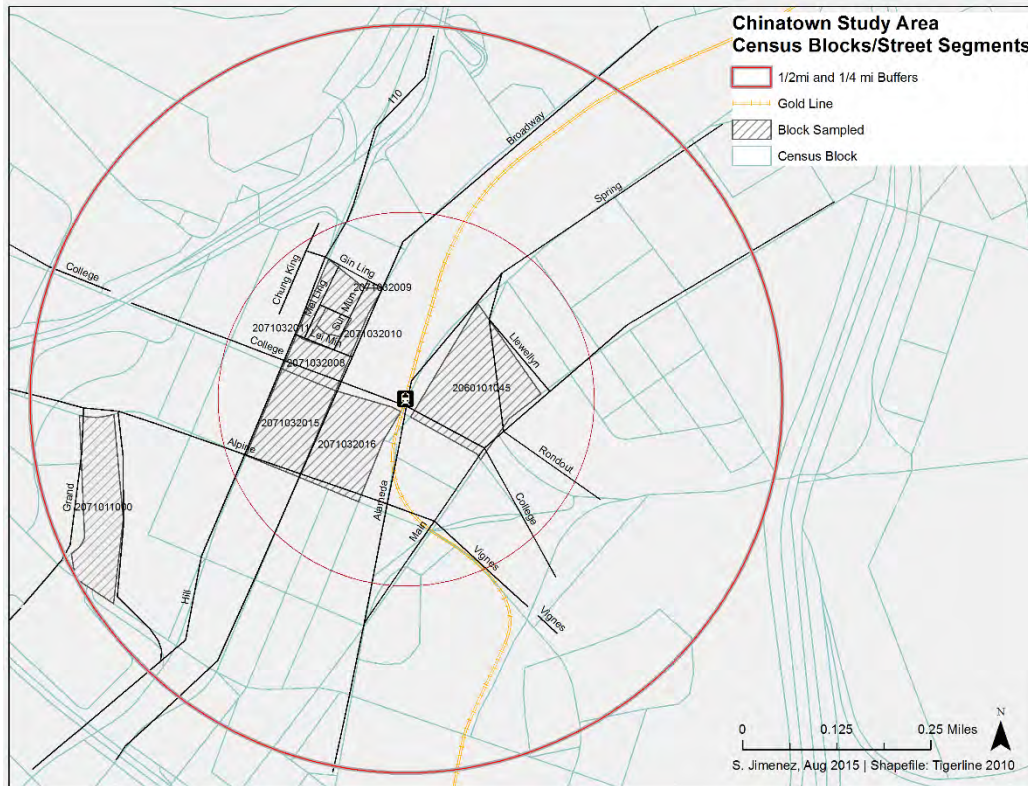 Chinatown Study Area
Census Blocks/Street Segments
1/2mi and 1/4 mi Buffers
Gold Line
Block Sampled
Census Block
110
Broadway
Spring
College
Chung King
Gin Ling
Mei Ling
Sun Mun
2071032009
2071032011
2071032010
Lei Min
College
2071032008
Llewellyn
2060101045
2071032015
Alpine
2071032016
Rondout
Grand
2071011000
Alameda
Main
College
Vignes
Hill
Vignes
N
0 0.125 0.25 Miles
S. Jimenez, Aug 2015 | Shapefile: Tigerline 2010